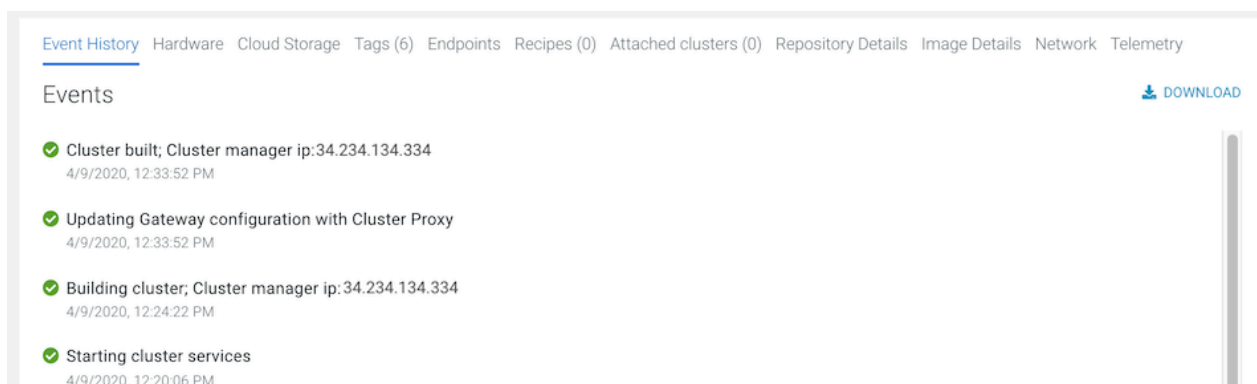 Event History Hardware Cloud Storage Tags (6) Endpoints Recipes (0) Attached clusters (0) Repository Details Image Details Network Telemetry
Events
DOWNLOAD
Cluster built; Cluster manager ip:34.234.134.334
4/9/2020, 12:33:52 PM
Updating Gateway configuration with Cluster Proxy
4/9/2020, 12:33:52 PM
Building cluster; Cluster manager ip:34.234.134.334
4/9/2020, 12:24:22 PM
Starting cluster services
4/9/2020, 12:20:06 PM